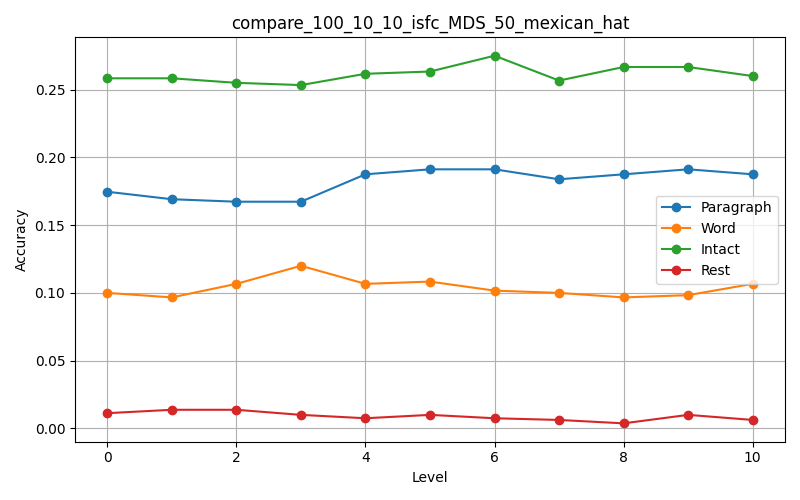 compare_100_10_10_isfc_MDS_50_mexican_hat
Accuracy
0.25
0.20
0.15
0.10
0.05
0.00
Paragraph
Word
Intact
Rest
0 2 4 6 8 10
Level